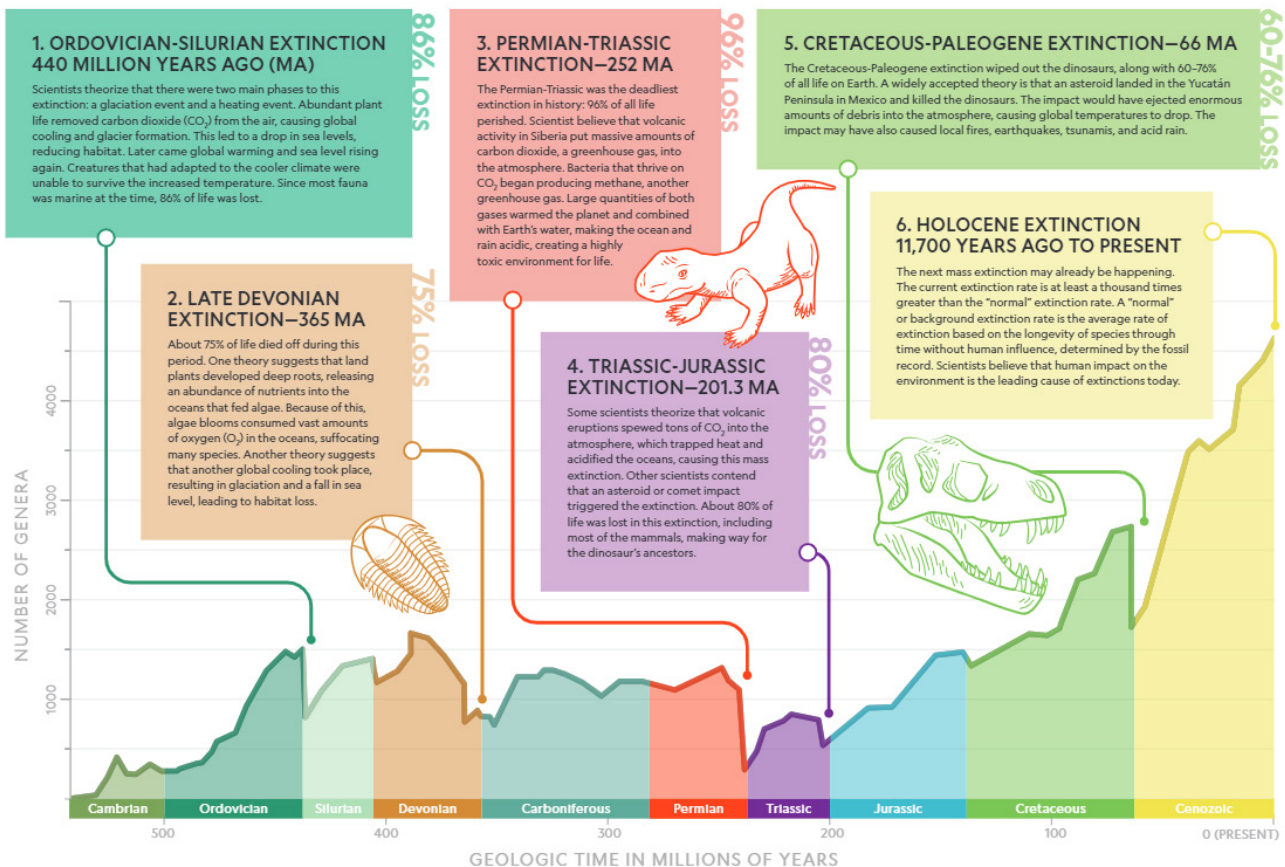 1. ORDOVICIAN-SILURIAN EXTINCTION
440 MILLION YEARS AGO (MA)
Scientists theorize that there were two main phases to this
extinction: a glaciation event and a heating event. Abundant plant
life removed carbon dioxide (CO₂) from the air, causing global
cooling and glacier formation. This led to a drop in sea levels,
reducing habitat. Later came global warming and sea level rising
again. Creatures that had adapted to the cooler climate were
unable to survive the increased temperature. Since most fauna
was marine at the time, 86% of life was lost.
86% LOSS
2. LATE DEVONIAN
EXTINCTION—365 MA
About 75% of life died off during this
period. One theory suggests that land
plants developed deep roots, releasing
an abundance of nutrients into the
oceans that fed algae. Because of this,
algae blooms consumed vast amounts
of oxygen (O₂) in the oceans, suffocating
many species. Another theory suggests
that another global cooling took place,
resulting in glaciation and a fall in sea
level, leading to habitat loss.
75% LOSS
3. PERMIAN-TRIASSIC
EXTINCTION—252 MA
The Permian-Triassic was the deadliest
extinction in history: 96% of all life
perished. Scientist believe that volcanic
activity in Siberia put massive amounts of
carbon dioxide, a greenhouse gas, into
the atmosphere. Bacteria that thrive on
CO₂ began producing methane, another
greenhouse gas. Large quantities of both
gases warmed the planet and combined
with Earth's water, making the ocean and
rain acidic, creating a highly
toxic environment for life.
96% LOSS
4. TRIASSIC-JURASSIC
EXTINCTION—201.3 MA
Some scientists theorize that volcanic
eruptions spewed tons of CO₂ into the
atmosphere, which trapped heat and
acidified the oceans, causing this mass
extinction. Other scientists contend
that an asteroid or comet impact
triggered the extinction. About 80% of
life was lost in this extinction, including
most of the mammals, making way for
the dinosaur's ancestors.
80% LOSS
5. CRETACEOUS-PALEOGENE EXTINCTION—66 MA
The Cretaceous-Paleogene extinction wiped out the dinosaurs, along with 60-76%
of all life on Earth. A widely accepted theory is that an asteroid landed in the Yucatán
Peninsula in Mexico and killed the dinosaurs. The impact would have ejected enormous
amounts of debris into the atmosphere, causing global temperatures to drop. The
impact may have also caused local fires, earthquakes, tsunamis, and acid rain.
60-76% LOSS
6. HOLOCENE EXTINCTION
11,700 YEARS AGO TO PRESENT
The next mass extinction may already be happening.
The current extinction rate is at least a thousand times
greater than the “normal” extinction rate. A “normal”
or background extinction rate is the average rate of
extinction based on the longevity of species through
time without human influence, determined by the fossil
record. Scientists believe that human impact on the
environment is the leading cause of extinctions today.
NUMBER OF GENERA
4000
3000
2000
1000
Cambrian Ordovician Silurian Devonian Carboniferous Permian Triassic Jurassic Cretaceous Cenozoic
500 400 300 200 100 0 (PRESENT)
GEOLOGIC TIME IN MILLIONS OF YEARS